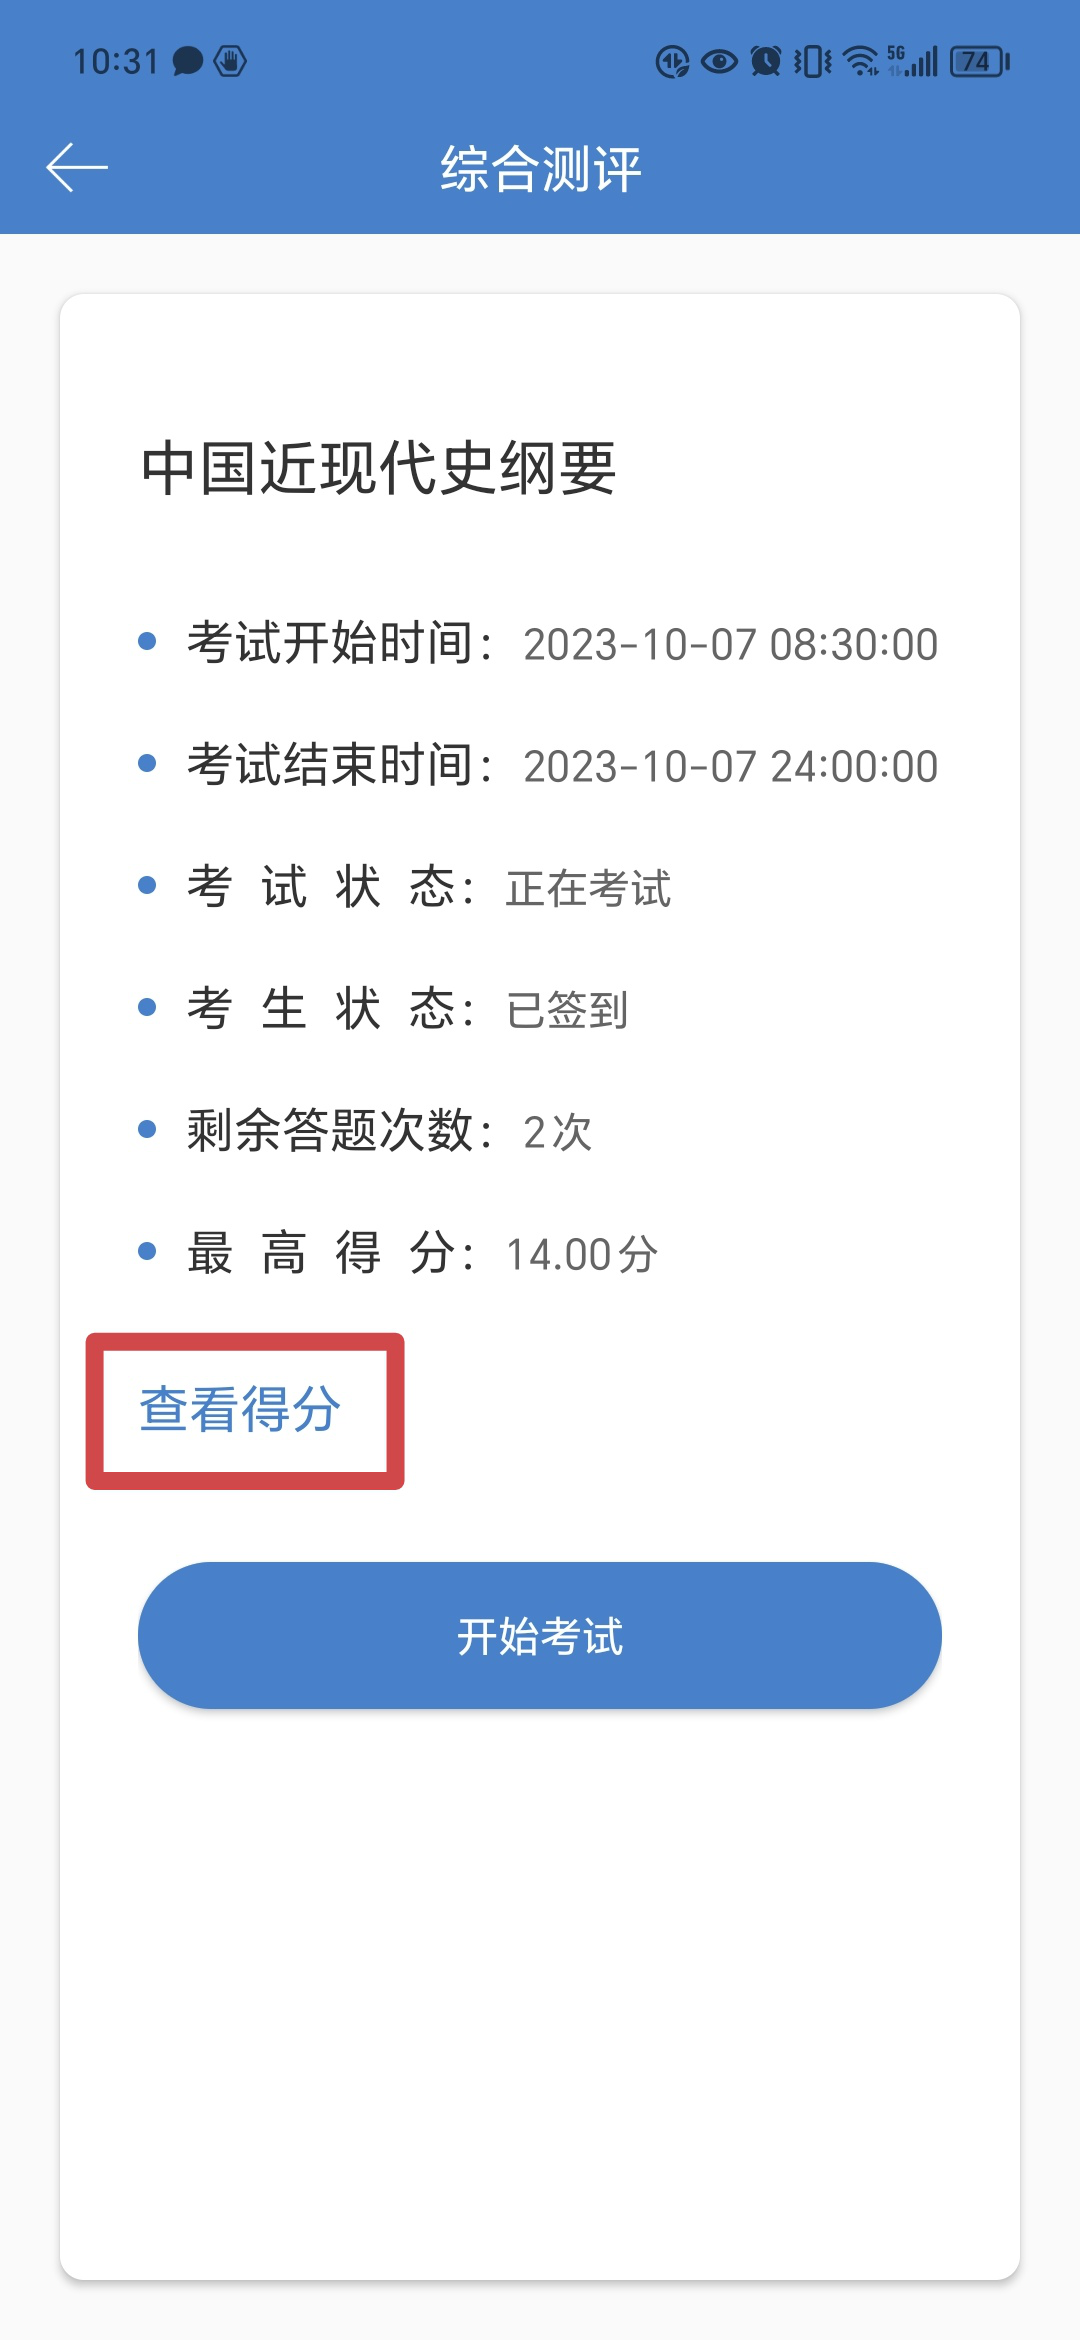 10:31 5G 74
综合测评
中国近现代史纲要
考试开始时间: 2023-10-07 08:30:00
考试结束时间: 2023-10-07 24:00:00
考 试 状 态: 正在考试
考 生 状 态: 已签到
剩余答题次数: 2次
最 高 得 分: 14.00分
查看得分
开始考试